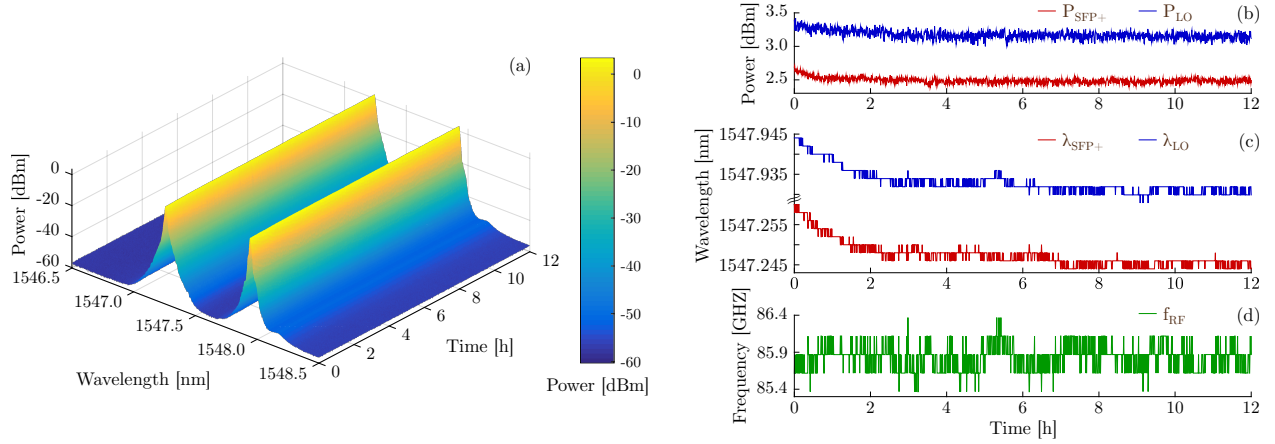 (a)
Power [dBm]
0
-20
-40
-60
1546.5
1547.0
1547.5
1548.0
1548.5
Wavelength [nm]
0
2
4
6
8
10
12
Time [h]
0
-10
-20
-30
-40
-50
-60
Power [dBm]
P_SFP+ P_LO (b)
Power [dBm]
3.5
3.0
2.5
0 2 4 6 8 10 12
λ_SFP+ λ_LO (c)
Wavelength [nm]
1547.945
1547.935
1547.255
1547.245
0 2 4 6 8 10 12
f_RF (d)
Frequency [GHZ]
86.4
85.9
85.4
0 2 4 6 8 10 12
Time [h]